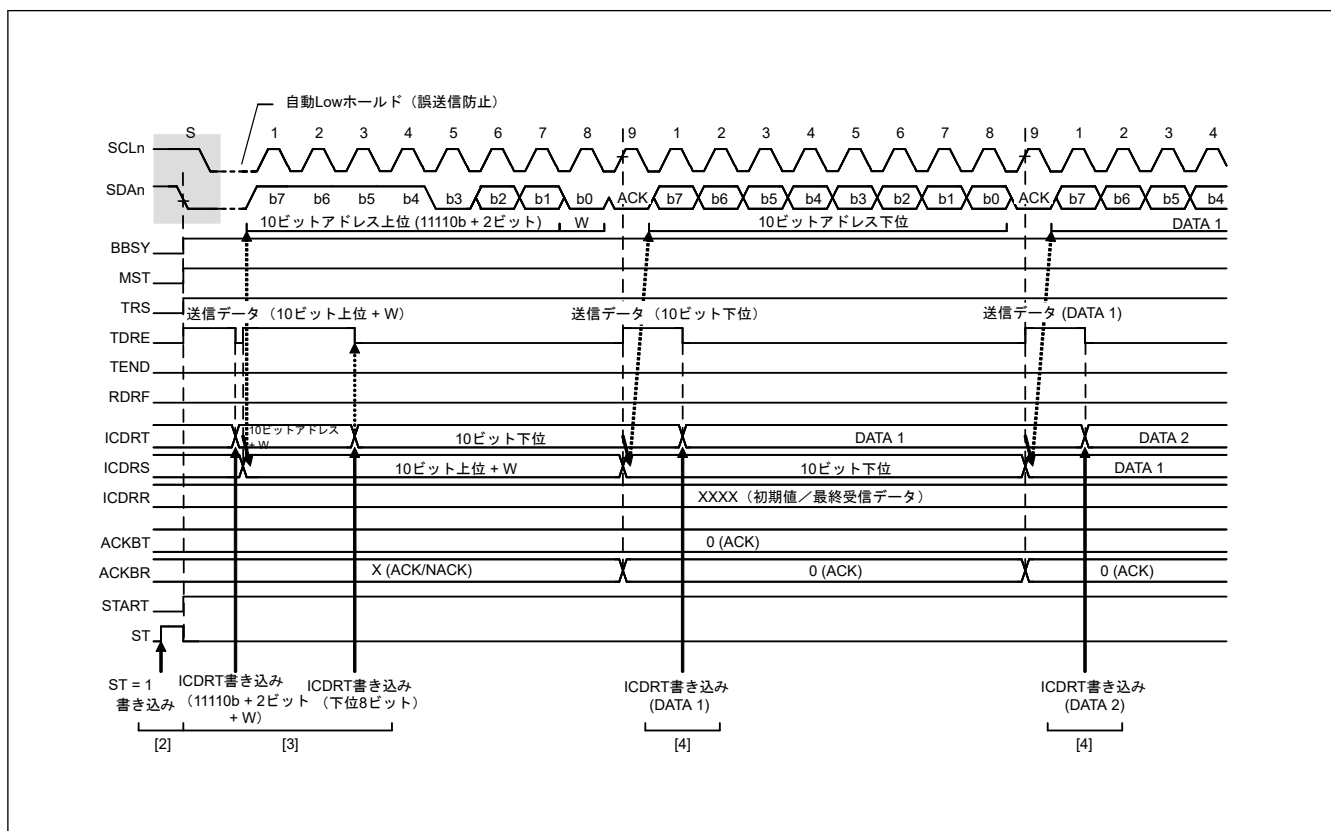 自動Lowホールド（誤送信防止）
S 1 2 3 4 5 6 7 8 9 1 2 3 4 5 6 7 8 9 1 2 3 4
SCLn
SDAn b7 b6 b5 b4 b3 b2 b1 b0 ACK b7 b6 b5 b4 b3 b2 b1 b0 ACK b7 b6 b5 b4
10ビットアドレス上位 (11110b + 2ビット) W 10ビットアドレス下位 DATA 1
BBSY
MST
TRS
送信データ（10ビット上位 + W） 送信データ（10ビット下位） 送信データ (DATA 1)
TDRE
TEND
RDRF
ICDRT 10ビットアドレス
+ W 10ビット下位 DATA 1 DATA 2
ICDRS 10ビット上位 + W 10ビット下位 DATA 1
ICDRR XXXX（初期値／最終受信データ）
ACKBT 0 (ACK)
ACKBR X (ACK/NACK) 0 (ACK) 0 (ACK)
START
ST
ST = 1
書き込み
ICDRT書き込み
（11110b + 2ビット
+ W）
ICDRT書き込み
（下位8ビット）
ICDRT書き込み
(DATA 1)
ICDRT書き込み
(DATA 2)
[2] [3] [4] [4]